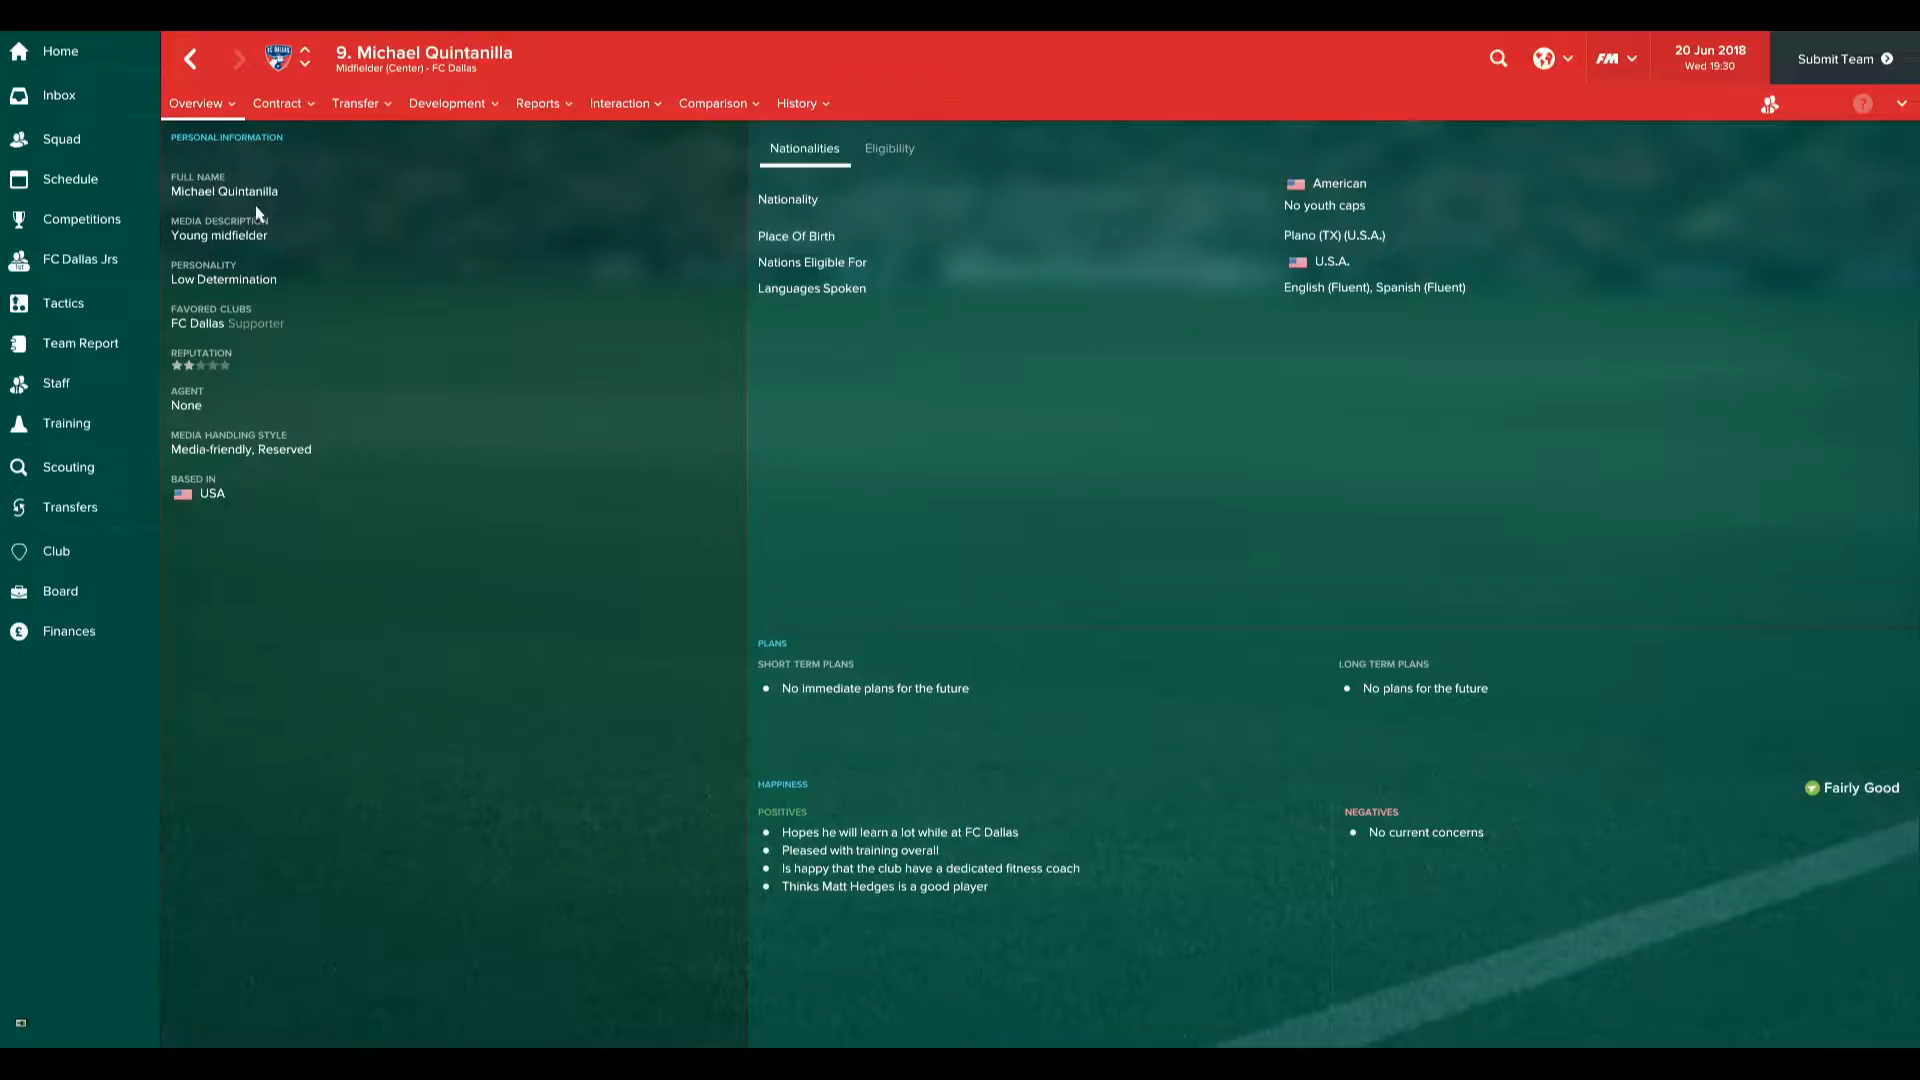 Home
Inbox
Squad
Schedule
Competitions
FC Dallas Jrs
Tactics
Team Report
Staff
Training
Scouting
Transfers
Club
Board
Finances
FC DALLAS
9. Michael Quintanilla
Midfielder (Center) - FC Dallas
FM
20 Jun 2018
Wed 19:30
Submit Team
Overview Contract Transfer Development Reports Interaction Comparison History
?
PERSONAL INFORMATION
FULL NAME
Michael Quintanilla
MEDIA DESCRIPTION
Young midfielder
PERSONALITY
Low Determination
FAVORED CLUBS
FC Dallas Supporter
REPUTATION
AGENT
None
MEDIA HANDLING STYLE
Media-friendly, Reserved
BASED IN
USA
Nationalities Eligibility
Nationality
American
No youth caps
Place Of Birth Plano (TX) (U.S.A.)
Nations Eligible For U.S.A.
Languages Spoken English (Fluent), Spanish (Fluent)
PLANS
SHORT TERM PLANS
No immediate plans for the future
LONG TERM PLANS
No plans for the future
HAPPINESS
Fairly Good
POSITIVES
Hopes he will learn a lot while at FC Dallas
Pleased with training overall
Is happy that the club have a dedicated fitness coach
Thinks Matt Hedges is a good player
NEGATIVES
No current concerns